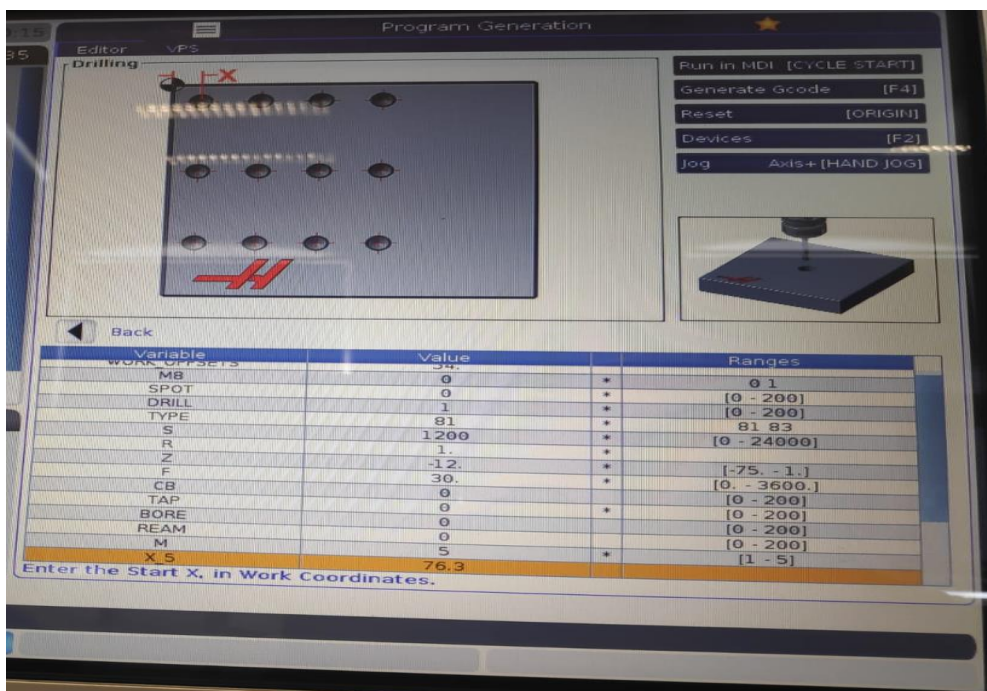 Program Generation
Editor VPS
Drilling
X
Run in MDI [CYCLE START]
Generate Gcode [F4]
Reset [ORIGIN]
Devices [F2]
Jog Axis+[HAND JOG]
Back
Variable Value Ranges
WORK_OFFSETS 54.
M8 0 * 0 1
SPOT 0 * [0 - 200]
DRILL 1 * [0 - 200]
TYPE 81 * 81 83
S 1200 * [0 - 24000]
R 1. *
Z -12. * [-75. - 1.]
F 30. * [0. - 3600.]
CB 0 [0 - 200]
TAP 0 * [0 - 200]
BORE 0 [0 - 200]
REAM 0 [0 - 200]
M 5 * [1 - 5]
X_5 76.3
Enter the Start X, in Work Coordinates.